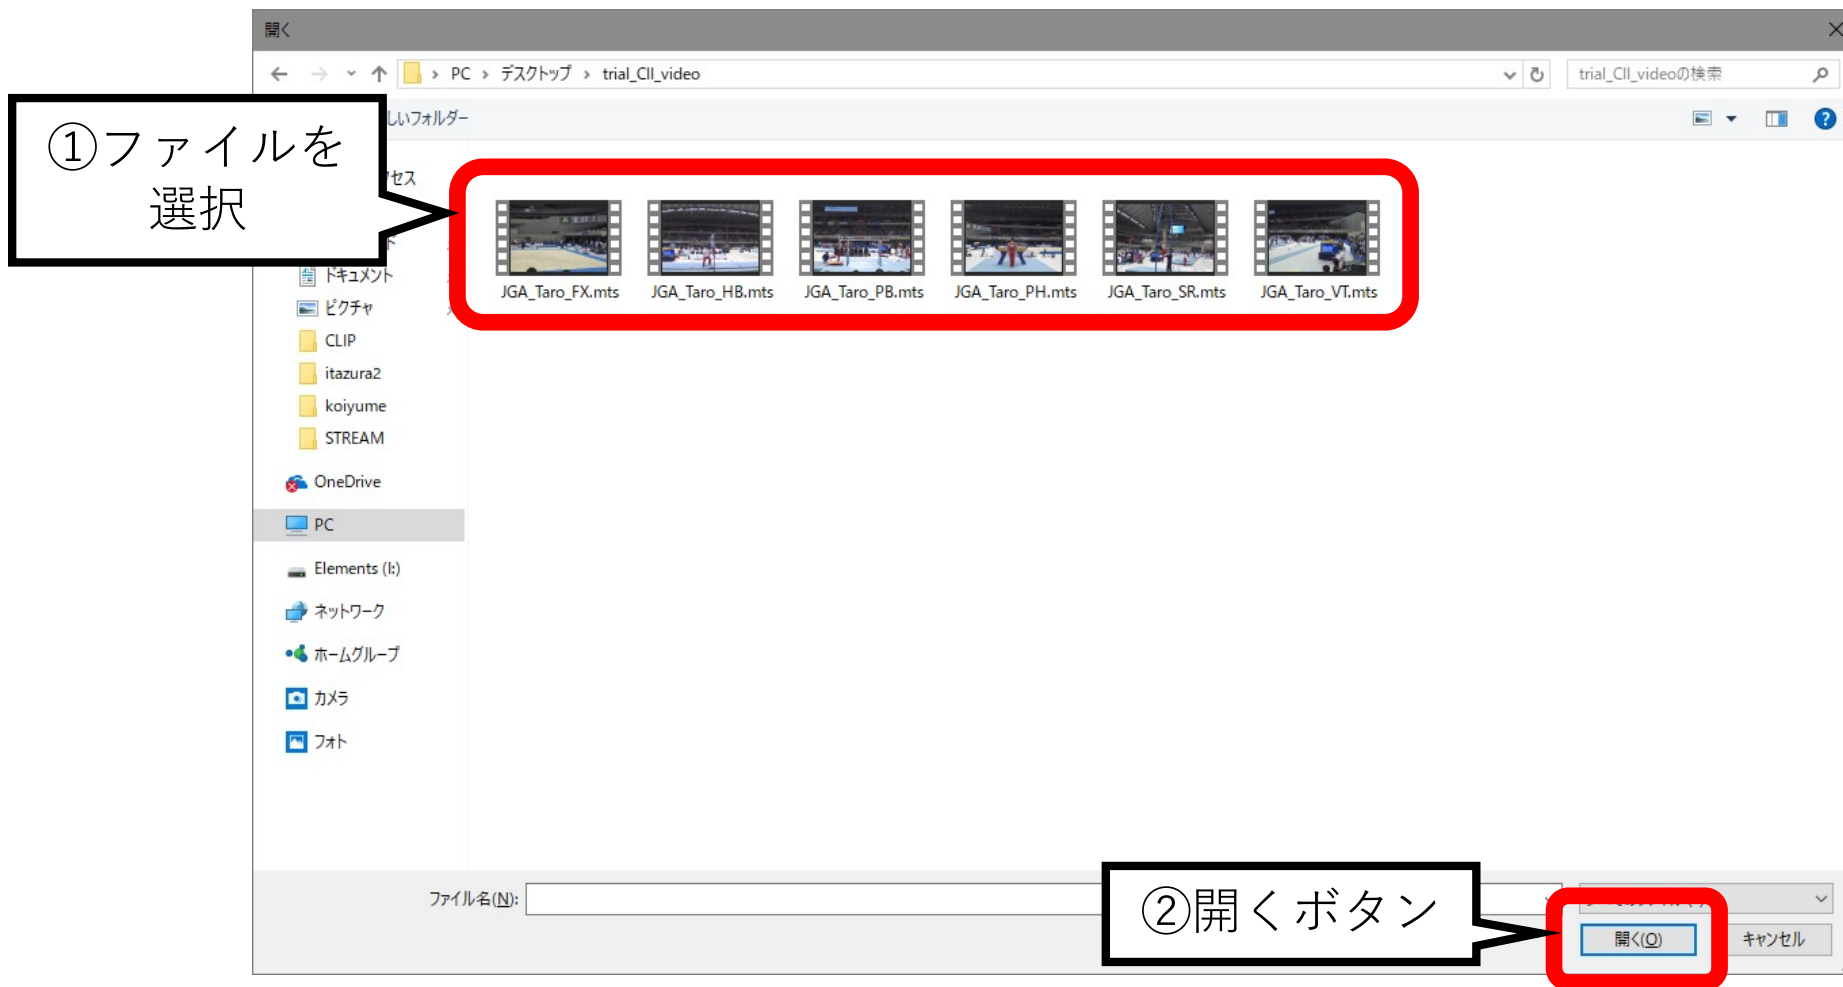 開く
PC › デスクトップ › trial_CII_video
trial_CII_videoの検索
①ファイルを
選択
しいフォルダー
セス
ド
ドキュメント
ピクチャ
CLIP
itazura2
koiyume
STREAM
OneDrive
PC
Elements (I:)
ネットワーク
ホームグループ
カメラ
フォト
JGA_Taro_FX.mts
JGA_Taro_HB.mts
JGA_Taro_PB.mts
JGA_Taro_PH.mts
JGA_Taro_SR.mts
JGA_Taro_VT.mts
ファイル名(N):
②開くボタン
開く(O)
キャンセル